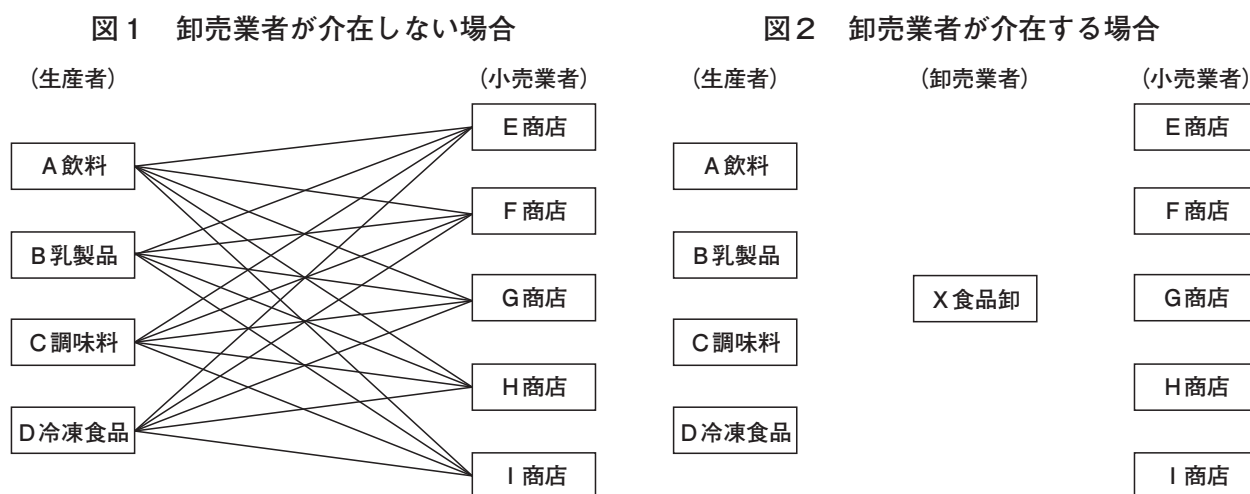 図１　卸売業者が介在しない場合
（生産者）
（小売業者）
A飲料
B乳製品
C調味料
D冷凍食品
E商店
F商店
G商店
H商店
I商店
図２　卸売業者が介在する場合
（生産者）
（卸売業者）
（小売業者）
A飲料
B乳製品
C調味料
D冷凍食品
X食品卸
E商店
F商店
G商店
H商店
I商店